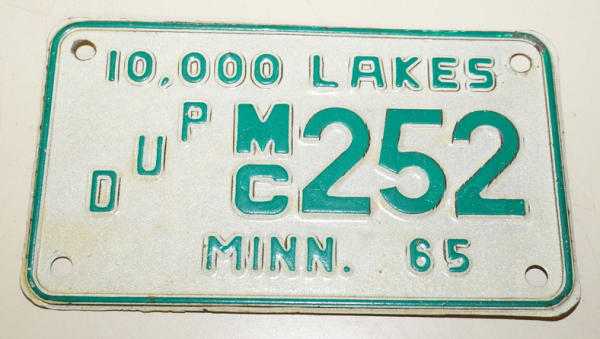 10,000 LAKES
DUP MC 252
MINN. 65